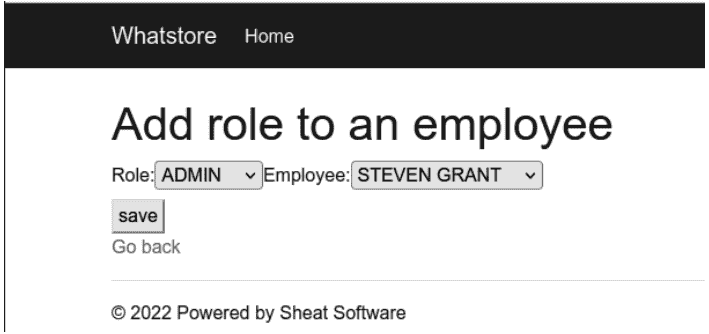 Whatstore Home
Add role to an employee
Role: ADMIN Employee: STEVEN GRANT
save
Go back
© 2022 Powered by Sheat Software